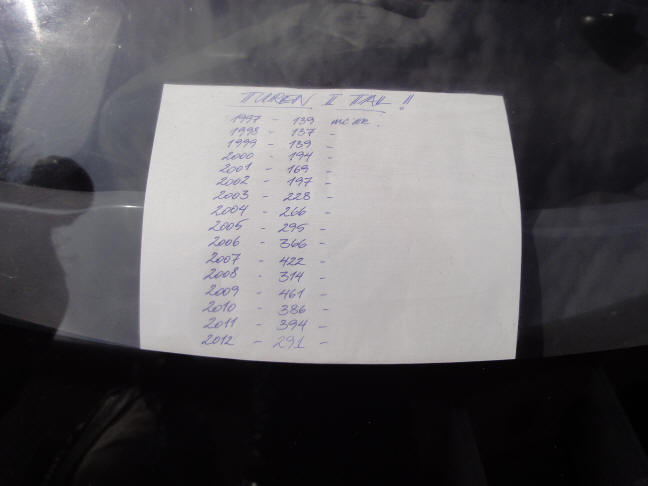 TUREN I TAL !!
1997 - 139 mc'er.
1998 - 137 -
1999 - 139 -
2000 - 194 -
2001 - 169 -
2002 - 197 -
2003 - 228 -
2004 - 266 -
2005 - 295 -
2006 - 366 -
2007 - 422 -
2008 - 314 -
2009 - 461 -
2010 - 386 -
2011 - 394 -
2012 - 291 -